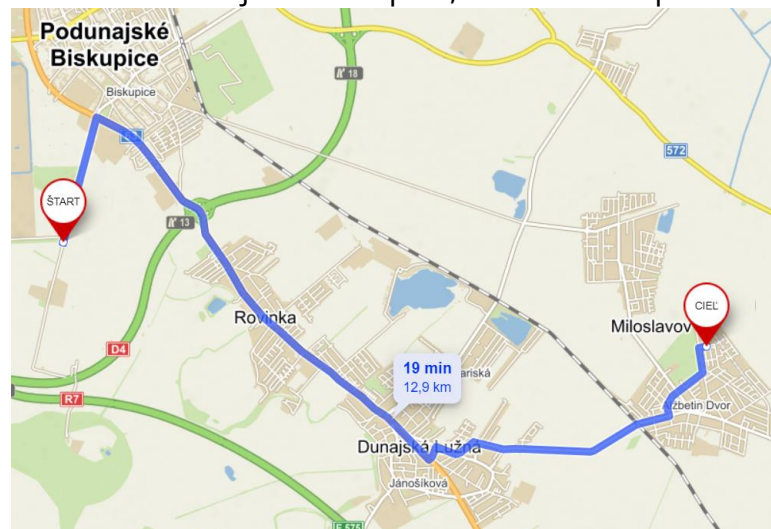 Podunajské
Biskupice
Biskupice
18
572
ŠTART
13
CIEĽ
Rovinka
Miloslavov
D4
19 min
12,9 km
R7
Alžbetin Dvor
Dunajská Lužná
Jánošíková
E 575